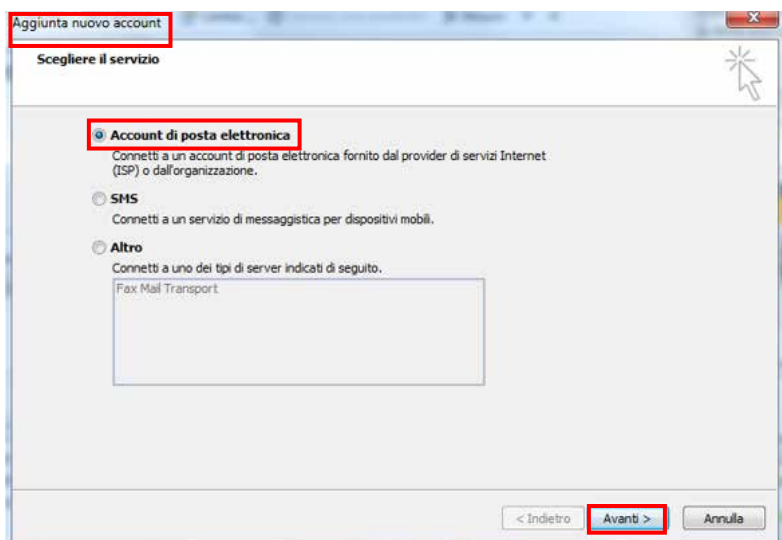 Aggiunta nuovo account
Scegliere il servizio
Account di posta elettronica
Connetti a un account di posta elettronica fornito dal provider di servizi Internet
(ISP) o dall'organizzazione.
SMS
Connetti a un servizio di messaggistica per dispositivi mobili.
Altro
Connetti a uno dei tipi di server indicati di seguito.
Fax Mail Transport
< Indietro
Avanti >
Annulla